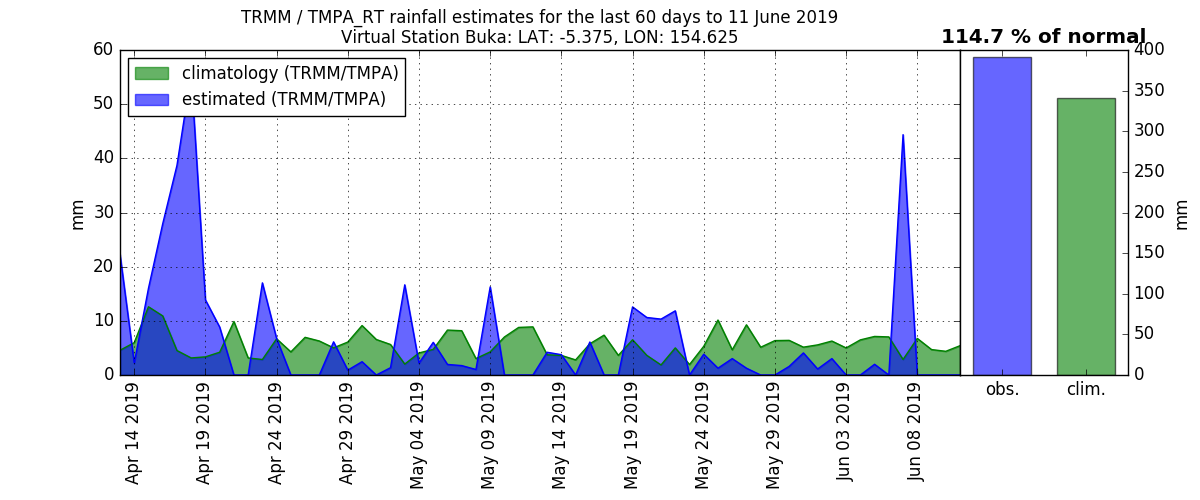 TRMM / TMPA_RT rainfall estimates for the last 60 days to 11 June 2019
Virtual Station Buka: LAT: -5.375, LON: 154.625
114.7 % of normal
climatology (TRMM/TMPA)
estimated (TRMM/TMPA)
mm
60
50
40
30
20
10
0
Apr 14 2019
Apr 19 2019
Apr 24 2019
Apr 29 2019
May 04 2019
May 09 2019
May 14 2019
May 19 2019
May 24 2019
May 29 2019
Jun 03 2019
Jun 08 2019
obs.
clim.
400
350
300
250
200
150
100
50
0
mm